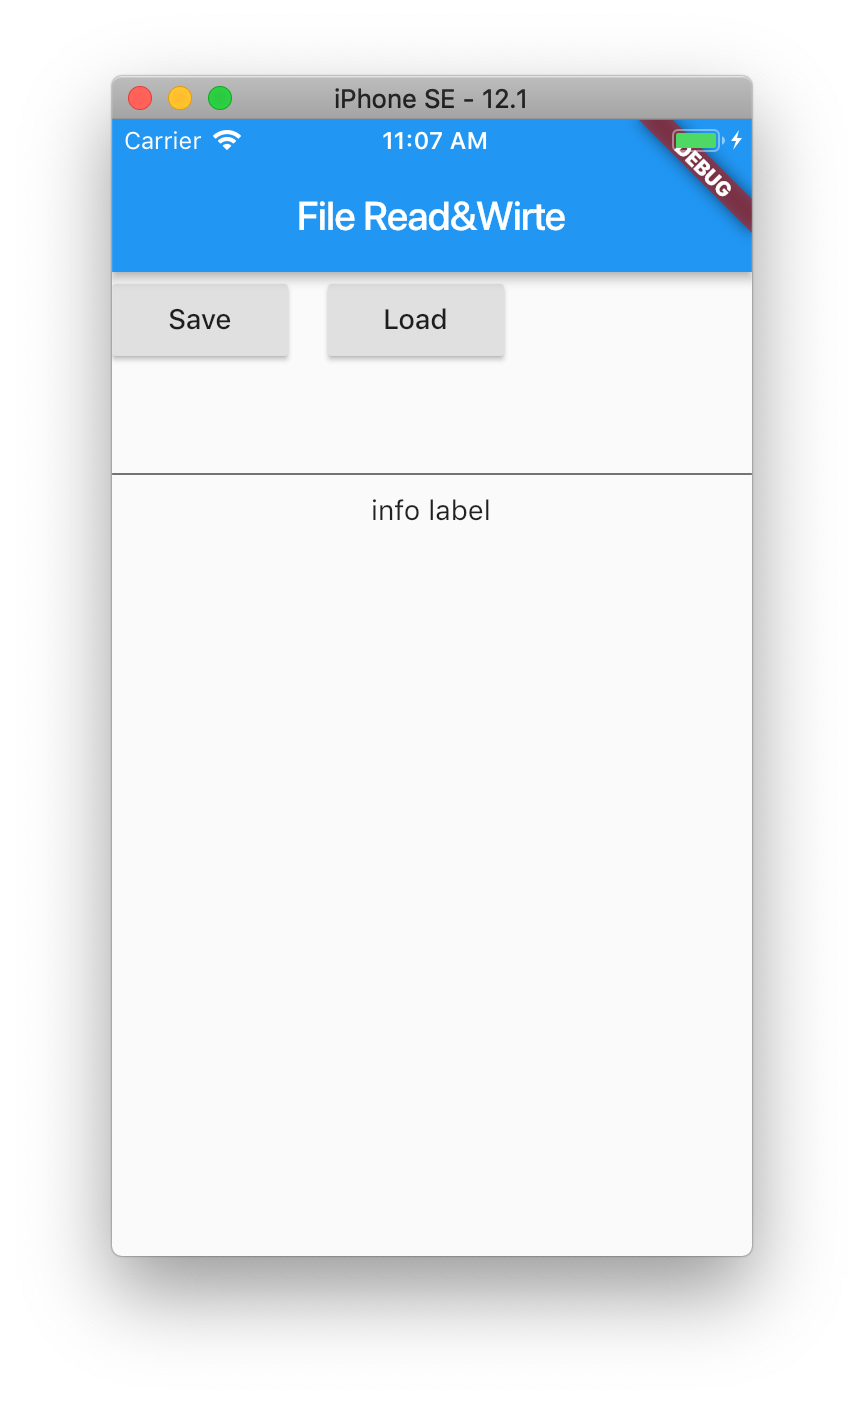 iPhone SE - 12.1
Carrier 11:07 AM
DEBUG
File Read&Wirte
Save Load
info label